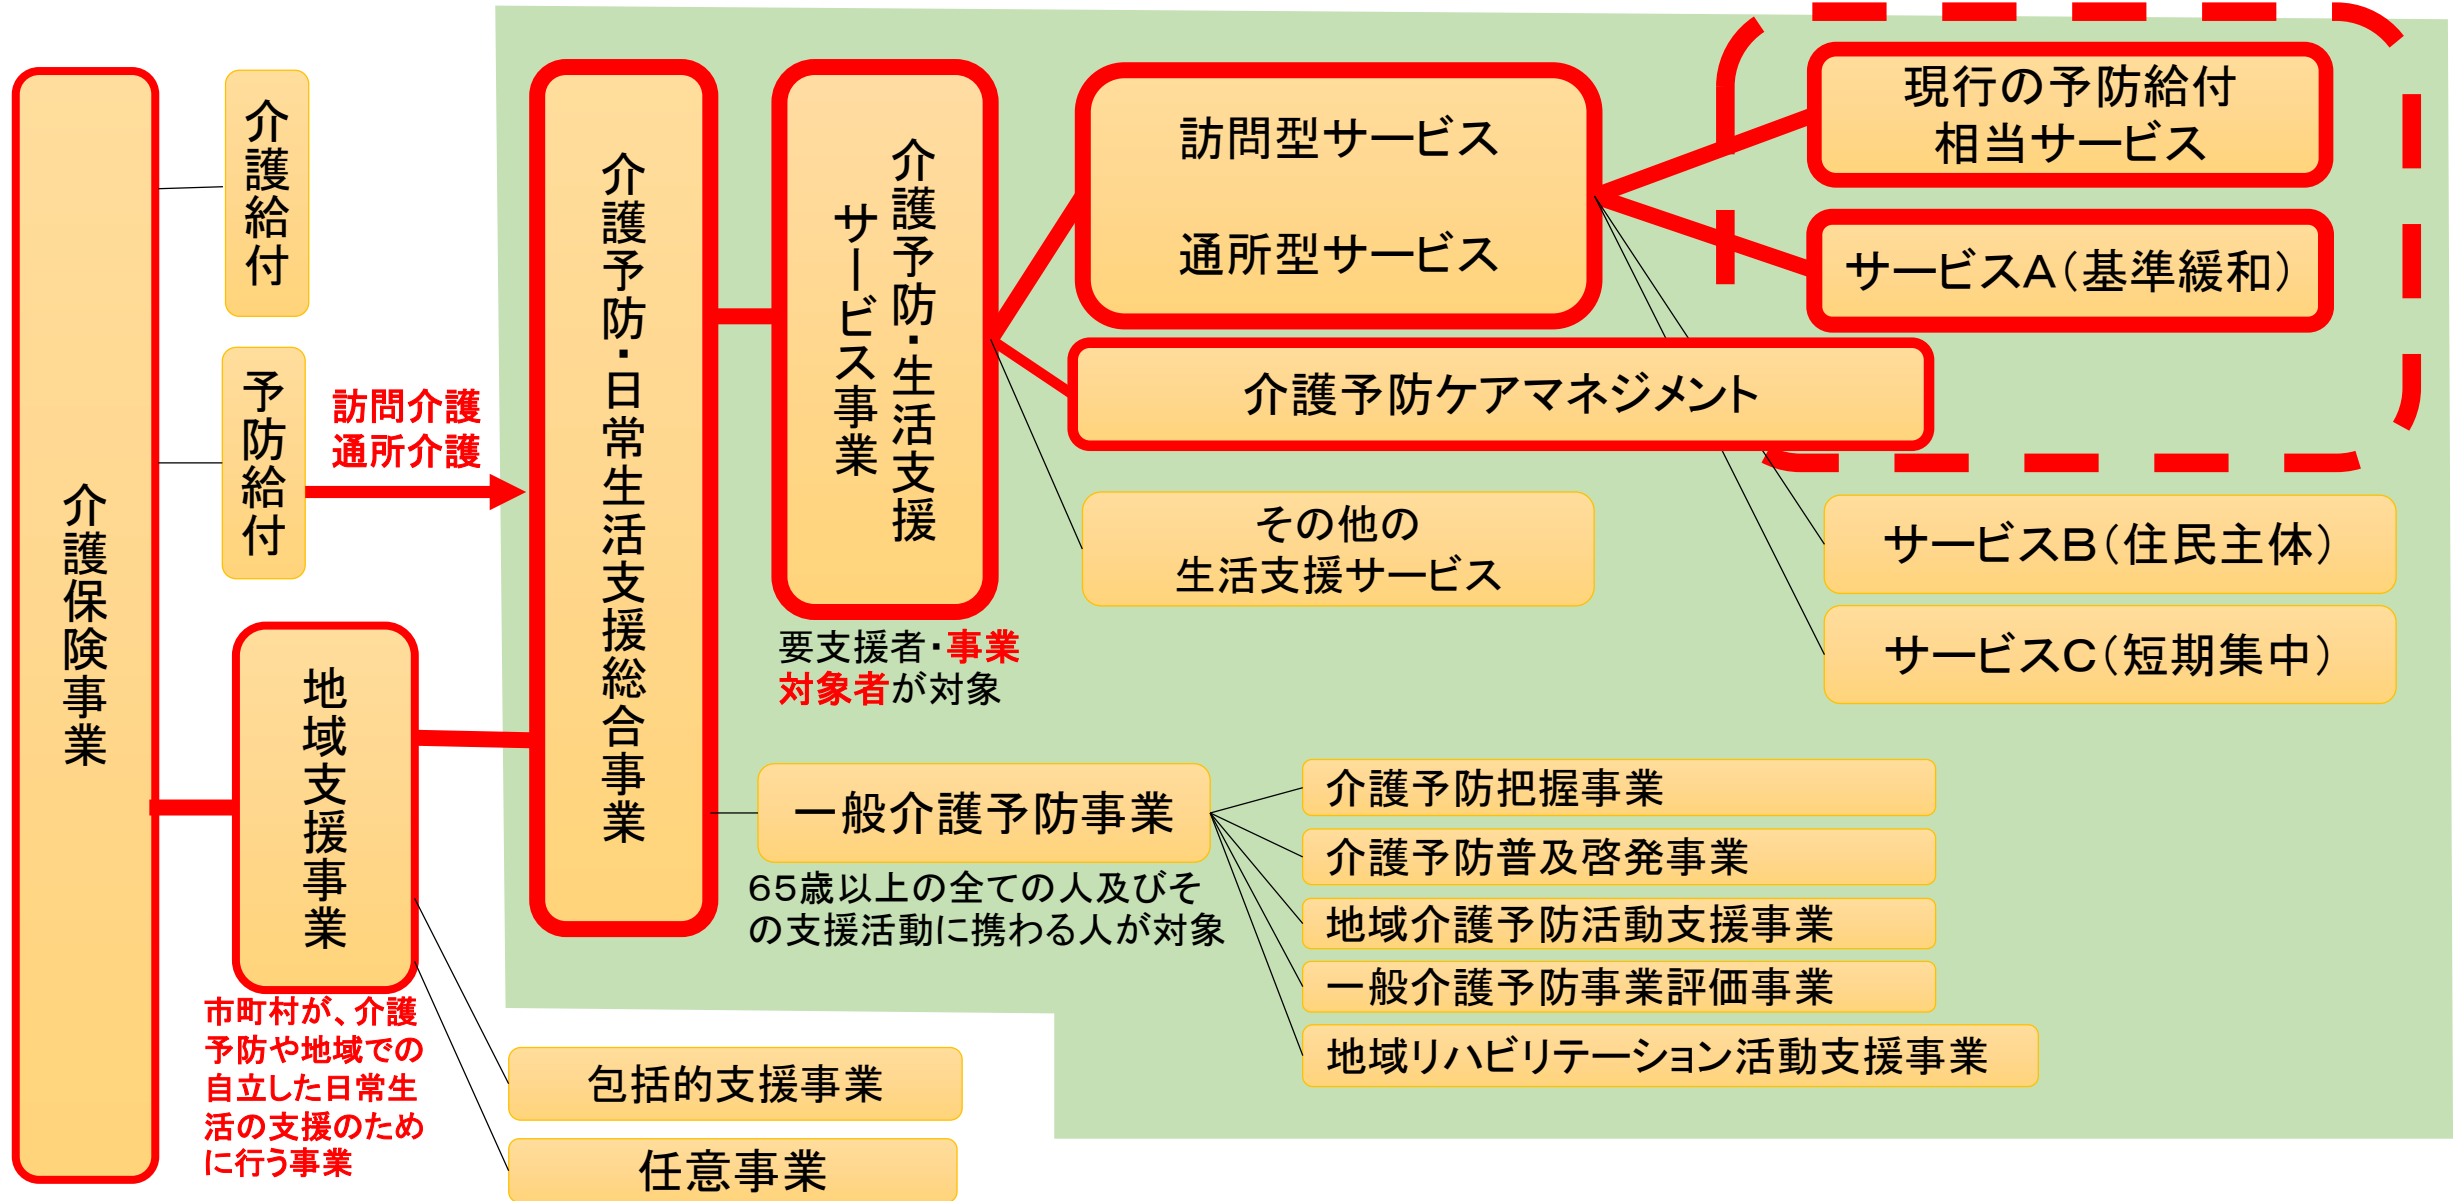 介護保険事業
介護給付
予防給付
訪問介護
通所介護
地域支援事業
市町村が、介護
予防や地域での
自立した日常生
活の支援のため
に行う事業
介護予防・日常生活支援総合事業
介護予防・生活支援
サービス事業
要支援者・事業
対象者が対象
訪問型サービス
通所型サービス
介護予防ケアマネジメント
その他の
生活支援サービス
現行の予防給付
相当サービス
サービスA（基準緩和）
サービスB（住民主体）
サービスC（短期集中）
一般介護予防事業
65歳以上の全ての人及びそ
の支援活動に携わる人が対象
介護予防把握事業
介護予防普及啓発事業
地域介護予防活動支援事業
一般介護予防事業評価事業
地域リハビリテーション活動支援事業
包括的支援事業
任意事業